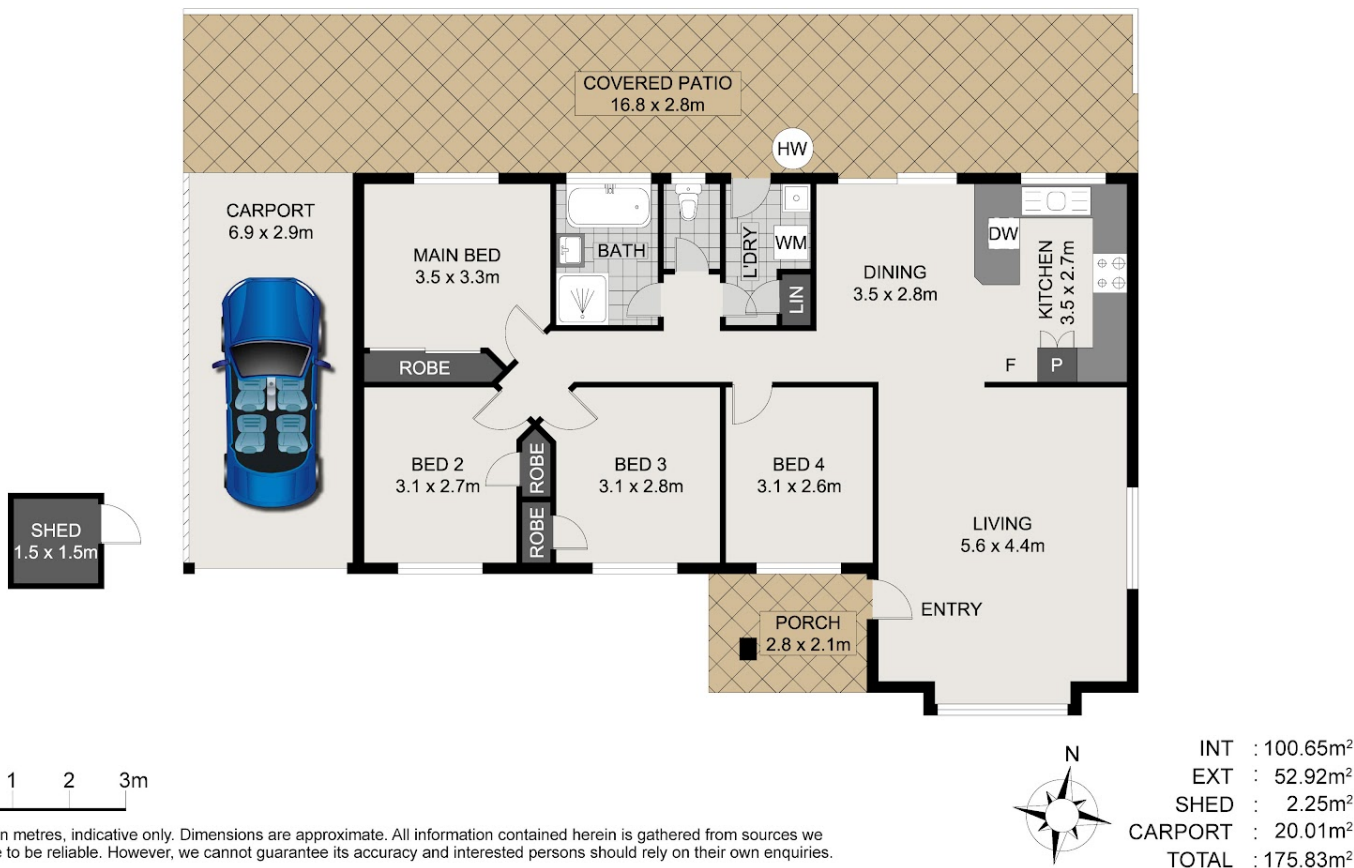 COVERED PATIO
16.8 x 2.8m
HW
CARPORT
6.9 x 2.9m
MAIN BED
3.5 x 3.3m
BATH
L'DRY
WM
LIN
DINING
3.5 x 2.8m
DW
KITCHEN
3.5 x 2.7m
F
P
ROBE
BED 2
3.1 x 2.7m
ROBE
ROBE
BED 3
3.1 x 2.8m
BED 4
3.1 x 2.6m
LIVING
5.6 x 4.4m
SHED
1.5 x 1.5m
ENTRY
PORCH
2.8 x 2.1m
1 2 3m
n metres, indicative only. Dimensions are approximate. All information contained herein is gathered from sources we
e to be reliable. However, we cannot guarantee its accuracy and interested persons should rely on their own enquiries.
N
INT : 100.65m²
EXT : 52.92m²
SHED : 2.25m²
CARPORT : 20.01m²
TOTAL : 175.83m²